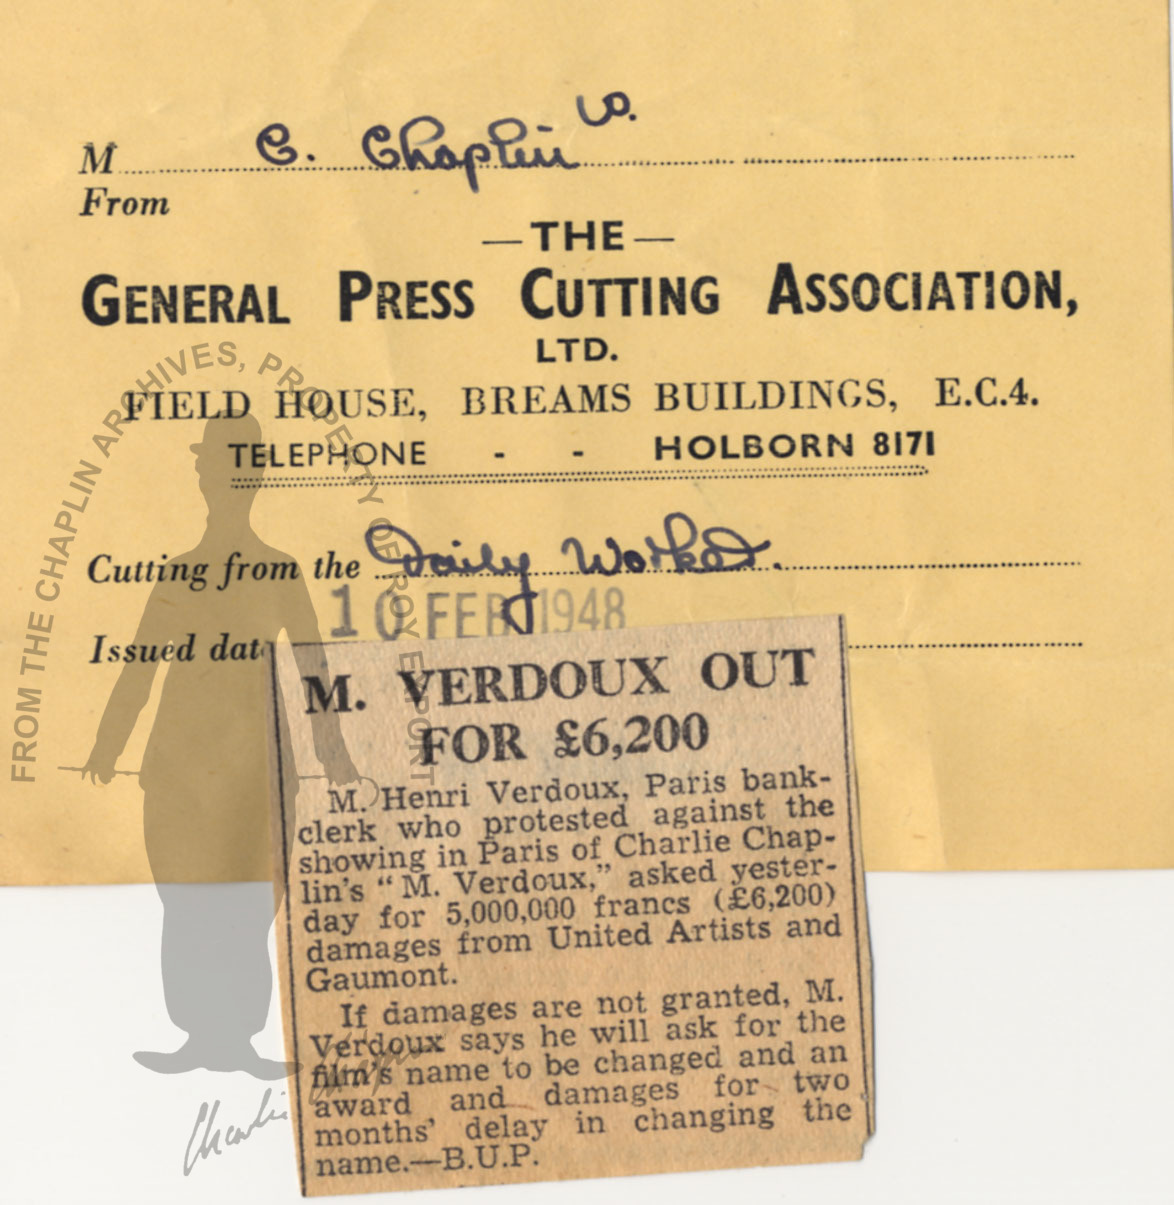 M C. Chaplin
From
—THE—
GENERAL PRESS CUTTING ASSOCIATION,
LTD.
FIELD HOUSE, BREAMS BUILDINGS, E.C.4.
TELEPHONE - - HOLBORN 8171
Cutting from the Daily Worker.
10 FEB 1948
Issued date
M. VERDOUX OUT
FOR £6,200
M. Henri Verdoux, Paris bank-
clerk who protested against the
showing in Paris of Charlie Chap-
lin's “M. Verdoux,” asked yester-
day for 5,000,000 francs (£6,200)
damages from United Artists and
Gaumont.
If damages are not granted, M.
Verdoux says he will ask for the
film's name to be changed and an
award and damages for two
months' delay in changing the
name.—B.U.P.
FROM THE CHAPLIN ARCHIVES, PROPERTY OF ROY EXPORT
Charlie Chaplin